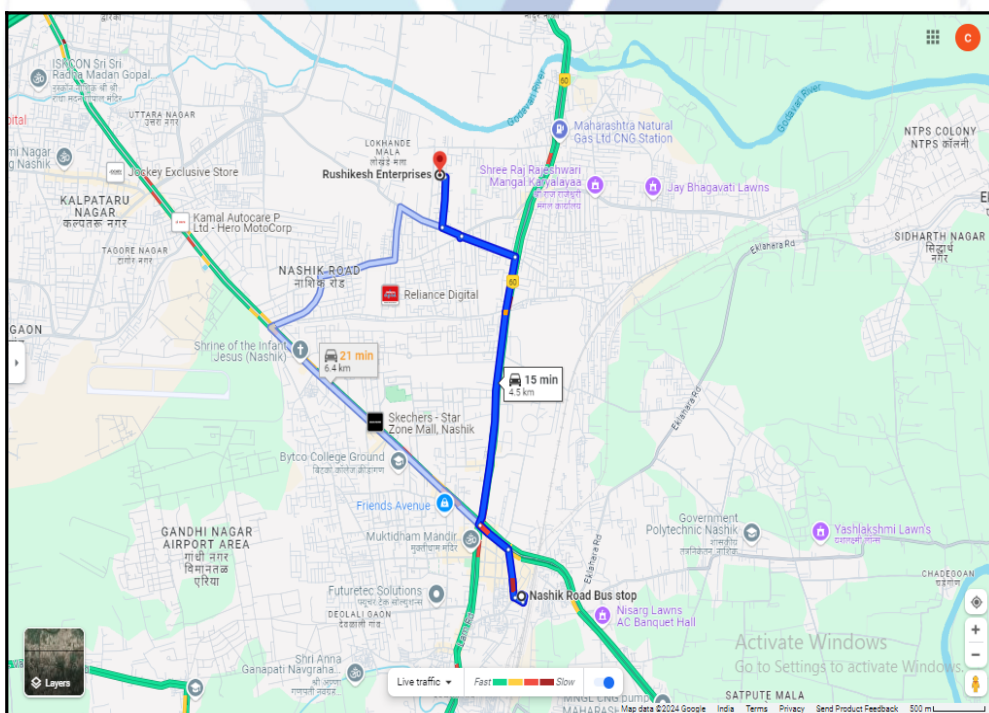 ISKCON Sri Sri
Radha Madan Gopal.
UTTARA NAGAR
उत्तरा नगर
Jockey Exclusive Store
KALPATARU
NAGAR
कल्पतरू नगर
Kamal Autocare P
Ltd - Hero MotoCorp
TAGORE NAGAR
टागोर नगर
LOKHANDE
MALA
लोखंडे मळा
Rushikesh Enterprises
Godavari River
60
Maharashtra Natural
Gas Ltd CNG Station
Godavari River
C
NTPS COLONY
NTPS कॉलनी
Shree Raj Rajeshwari
Mangal Karyalayaa
Jay Bhagavati Lawns
Eklahara Rd
SIDHARTH NAGAR
सिद्धार्थ
नगर
NASHIK ROAD
नाशिक रोड
60
Reliance Digital
GAON
Shrine of the Infant
Jesus (Nashik)
21 min
6.4 km
15 min
4.5 km
Skechers - Star
Zone Mall, Nashik
Eklahara Rd
Bytco College Ground
Friends Avenue
GANDHI NAGAR
AIRPORT AREA
गांधी नगर
विमानतळ
एरिया
Muktidham Mandir
मुक्तीधाम मंदिर
Government
Polytechnic Nashik
Yashlakshmi Lawn's
Eklahara Rd
CHADEGOAN
Futuretec Solutions
DEOLALI GAON
देवळाली गाव
Nashik Road Bus stop
Nisarg Lawns
AC Banquet Hall
Activate Windows
Go to Settings to activate Windows.
Shri Anna
Ganapati Navgraha...
Layers
Live traffic
Fast
Slow
MNGL CNG pump
SATPUTE MALA
Map data ©2024 Google India Terms Privacy Send Product Feedback 500 m